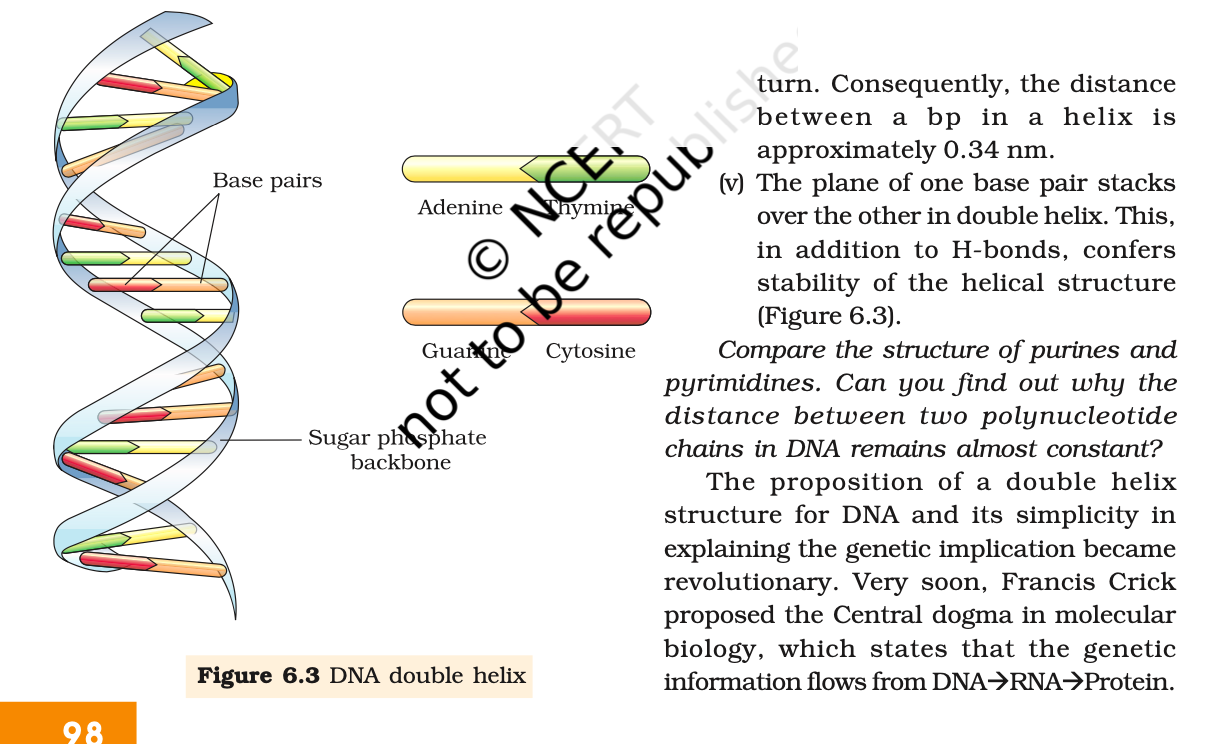 Base pairs
Adenine
Thymine
Guanine
Cytosine
Sugar phosphate
backbone
Figure 6.3 DNA double helix
98
© NCERT
not to be republishe
turn. Consequently, the distance
between a bp in a helix is
approximately 0.34 nm.
(v) The plane of one base pair stacks
over the other in double helix. This,
in addition to H-bonds, confers
stability of the helical structure
(Figure 6.3).
Compare the structure of purines and
pyrimidines. Can you find out why the
distance between two polynucleotide
chains in DNA remains almost constant?
The proposition of a double helix
structure for DNA and its simplicity in
explaining the genetic implication became
revolutionary. Very soon, Francis Crick
proposed the Central dogma in molecular
biology, which states that the genetic
information flows from DNA→RNA→Protein.